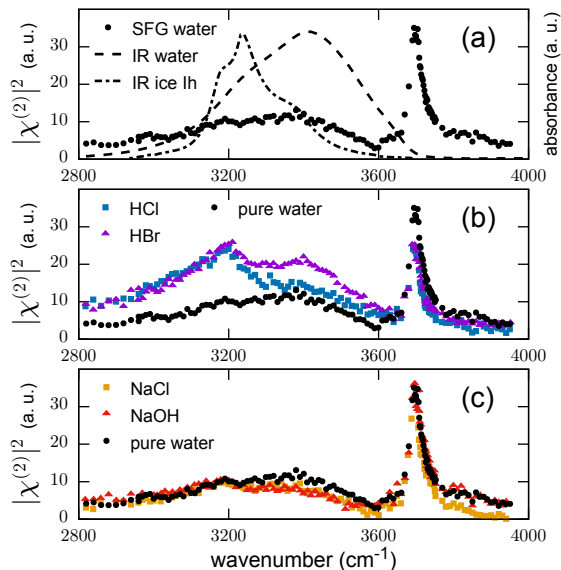 SFG water
IR water
IR ice Ih
(a)
|χ⁽²⁾|² (a. u.)
absorbance (a. u.)
30
20
10
0
2800 3200 3600 4000
HCl
HBr
pure water
(b)
|χ⁽²⁾|² (a. u.)
30
20
10
0
2800 3200 3600 4000
NaCl
NaOH
pure water
(c)
|χ⁽²⁾|² (a. u.)
30
20
10
0
2800 3200 3600 4000
wavenumber (cm⁻¹)